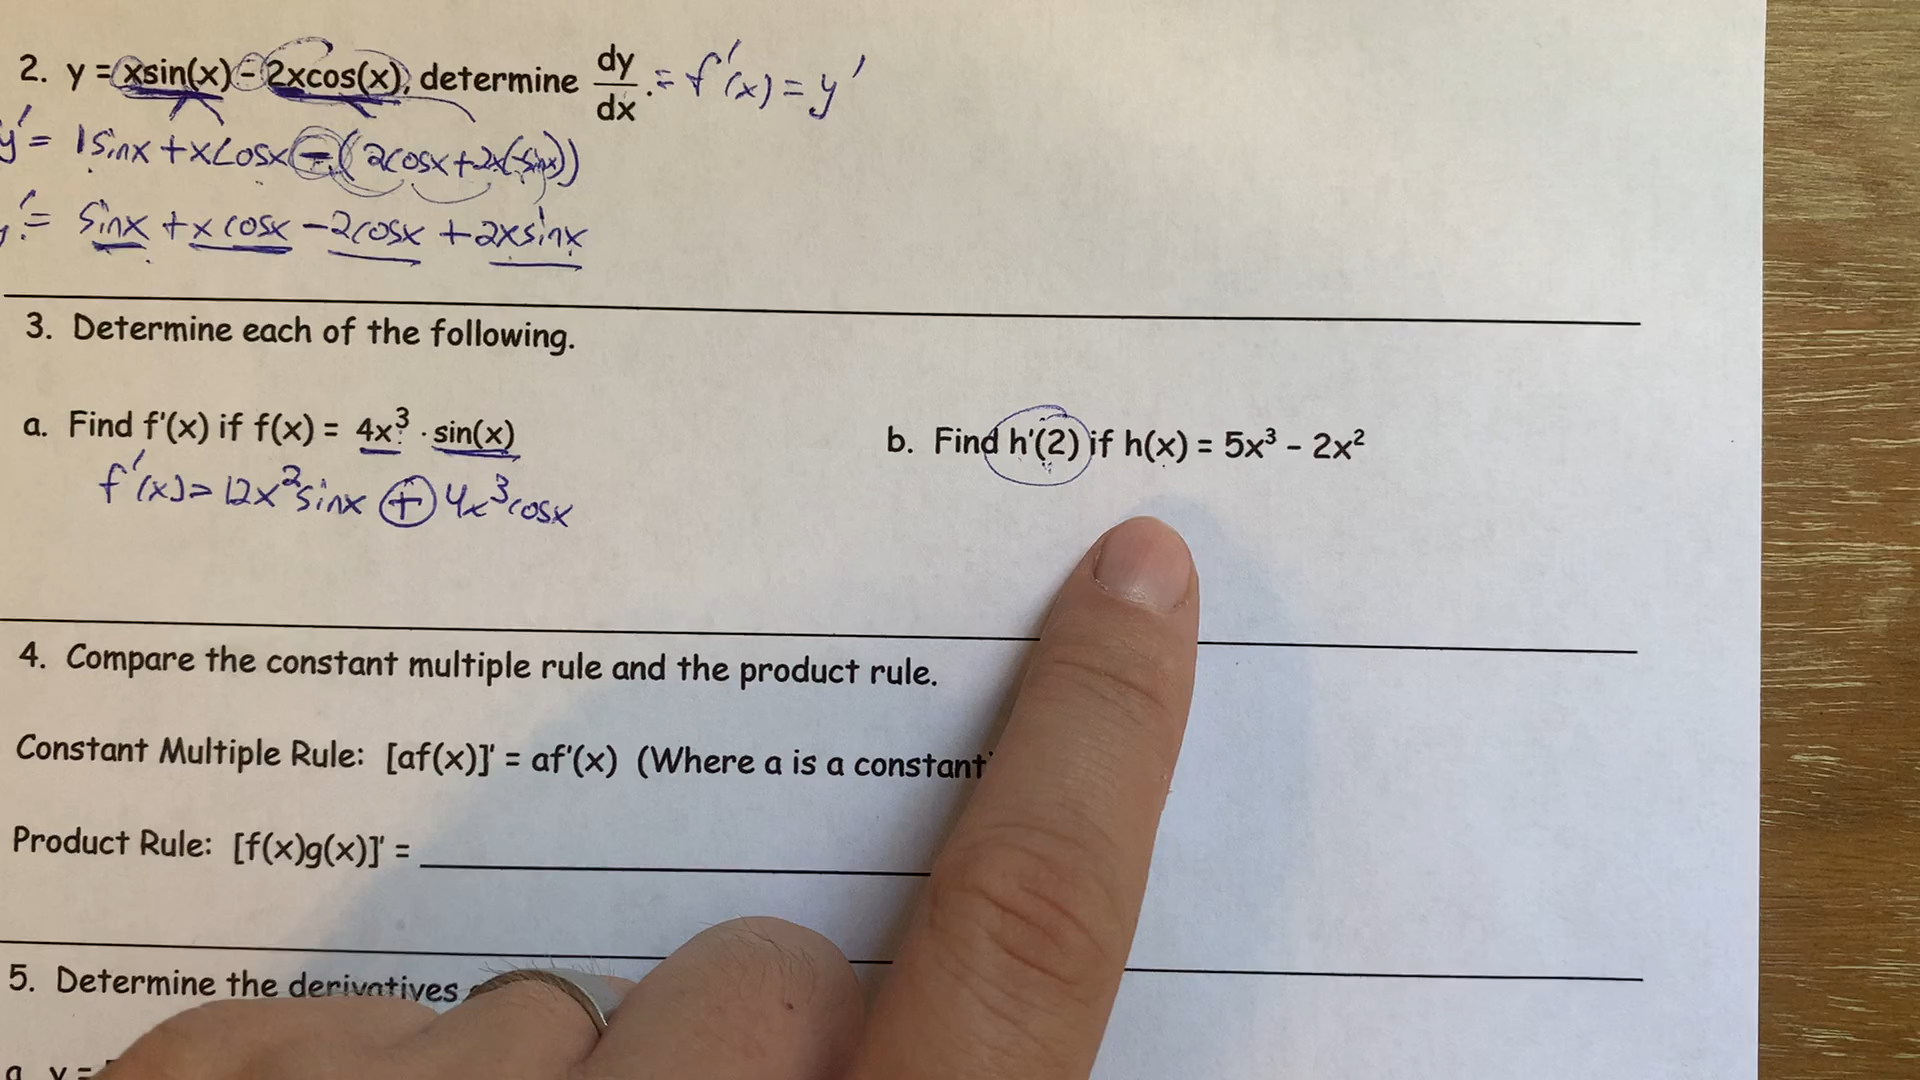 2. y = xsin(x) - 2xcos(x), determine dy/dx. = f'(x) = y'
y' = 1sinx + xcosx - (2cosx + 2x(-sinx))
y' = sinx + x cosx - 2cosx + 2xsinx
3. Determine each of the following.
a. Find f'(x) if f(x) = 4x³ · sin(x)
f'(x) = 12x²sinx + 4x³cosx
b. Find h'(2) if h(x) = 5x³ - 2x²
4. Compare the constant multiple rule and the product rule.
Constant Multiple Rule: [af(x)]' = af'(x) (Where a is a constant
Product Rule: [f(x)g(x)]' =
5. Determine the derivatives
a. y =